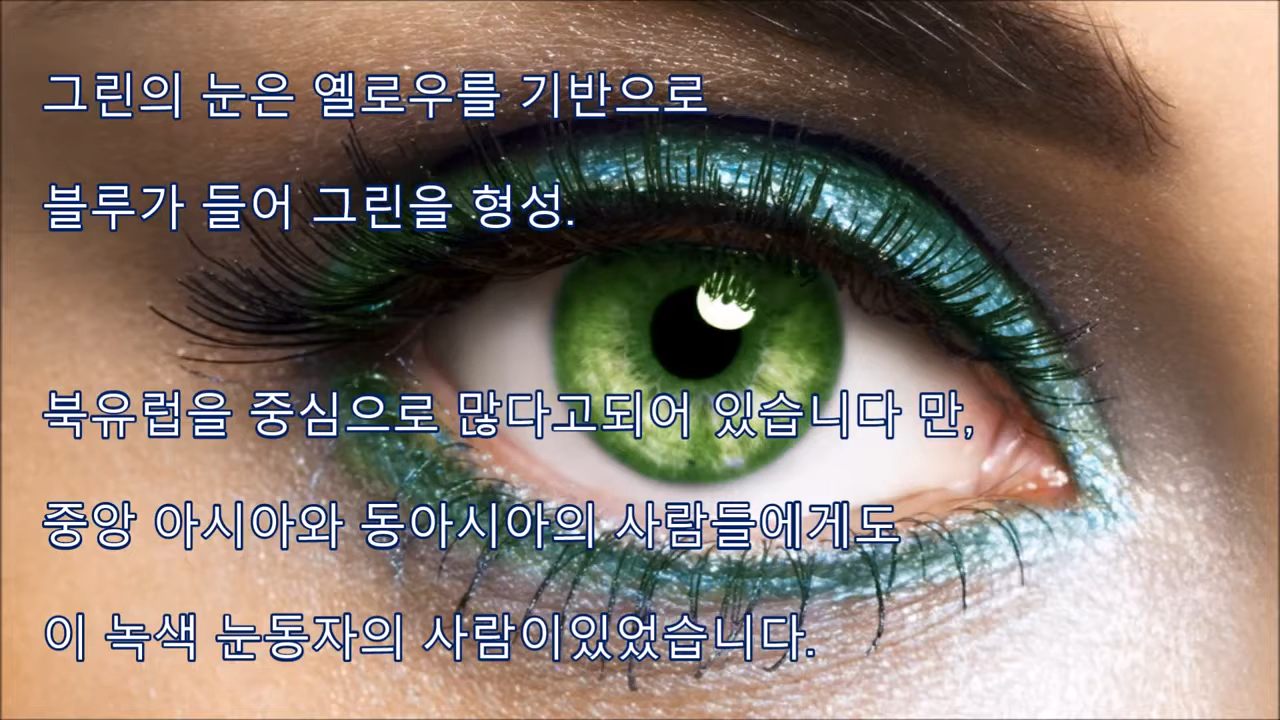 그린의 눈은 옐로우를 기반으로
블루가 들어 그린을 형성.
북유럽을 중심으로 많다고되어 있습니다 만,
중앙 아시아와 동아시아의 사람들에게도
이 녹색 눈동자의 사람이있었습니다.